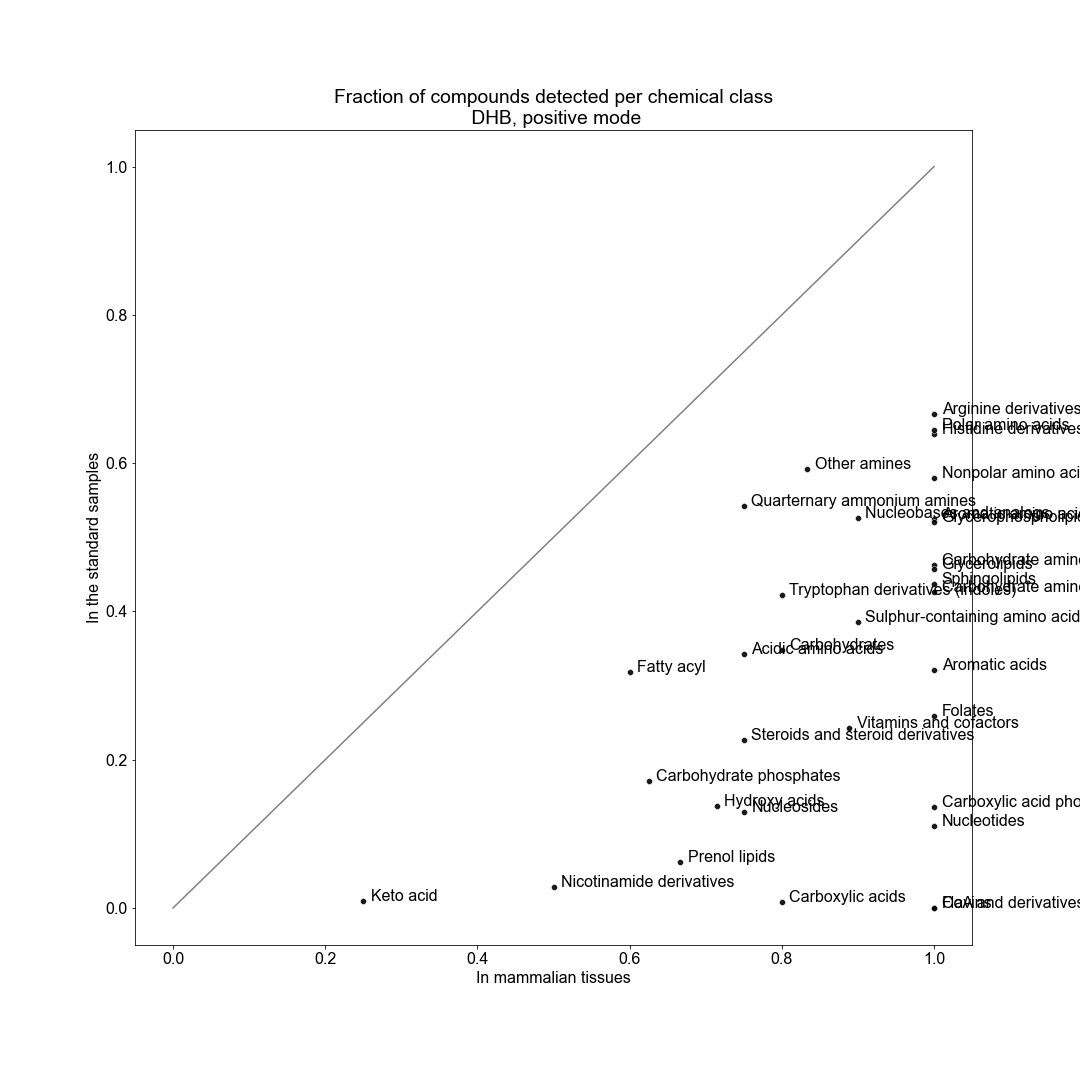 Fraction of compounds detected per chemical class
DHB, positive mode
1.0
0.8
0.6
0.4
0.2
0.0
In the standard samples
Arginine derivatives
Polar amino acids
Histidine derivatives
Other amines
Nonpolar amino aci
Quarternary ammonium amines
Nucleobases and analogs
Glycerophospholipid
Carbohydrate amin
Glycerolipids
Sphingolipids
Carbohydrate amin
Tryptophan derivatives (indoles)
Sulphur-containing amino acid
Carbohydrates
Acidic amino acids
Fatty acyl
Aromatic acids
Folates
Vitamins and cofactors
Steroids and steroid derivatives
Carbohydrate phosphates
Hydroxy acids
Nucleosides
Carboxylic acid pho
Nucleotides
Prenol lipids
Nicotinamide derivatives
Keto acid
Carboxylic acids
and derivatives
0.0
0.2
0.4
0.6
0.8
1.0
In mammalian tissues